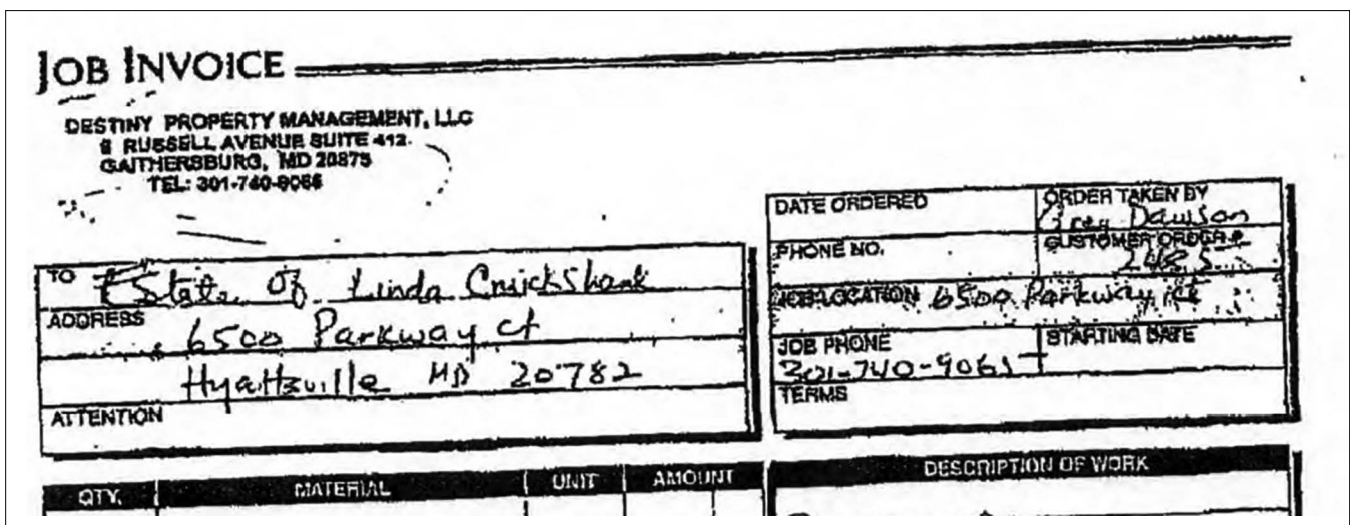 JOB INVOICE
DESTINY PROPERTY MANAGEMENT, LLC
RUSSELL AVENUE SUITE 412
GAITHERSBURG, MD 20875
TEL: 301-740-9065
DATE ORDERED
ORDER TAKEN BY
Greg Dawson
PHONE NO.
CUSTOMER ORDER #
2485
JOB LOCATION 6500 Parkway Ct
JOB PHONE
301-740-9065
STARTING DATE
TERMS
TO Estate Of Linda Cruickshank
ADDRESS 6500 Parkway ct
Hyattsville MD 20782
ATTENTION
QTY. MATERIAL UNIT AMOUNT
DESCRIPTION OF WORK